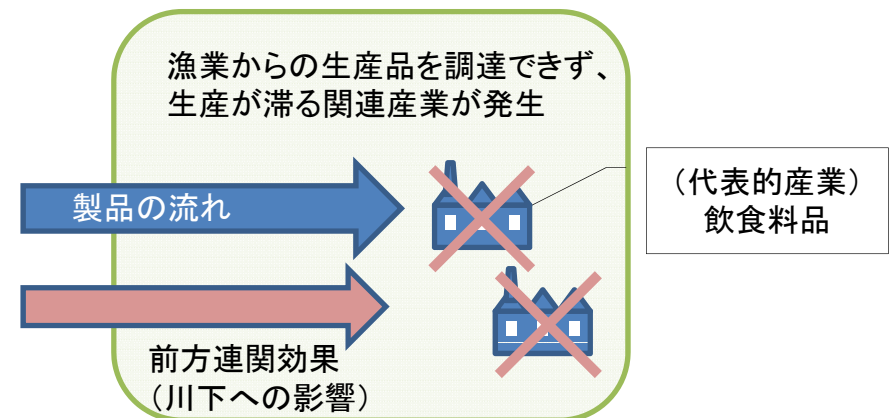 漁業からの生産品を調達できず、
生産が滞る関連産業が発生
製品の流れ
（代表的産業）
飲食料品
前方連関効果
（川下への影響）